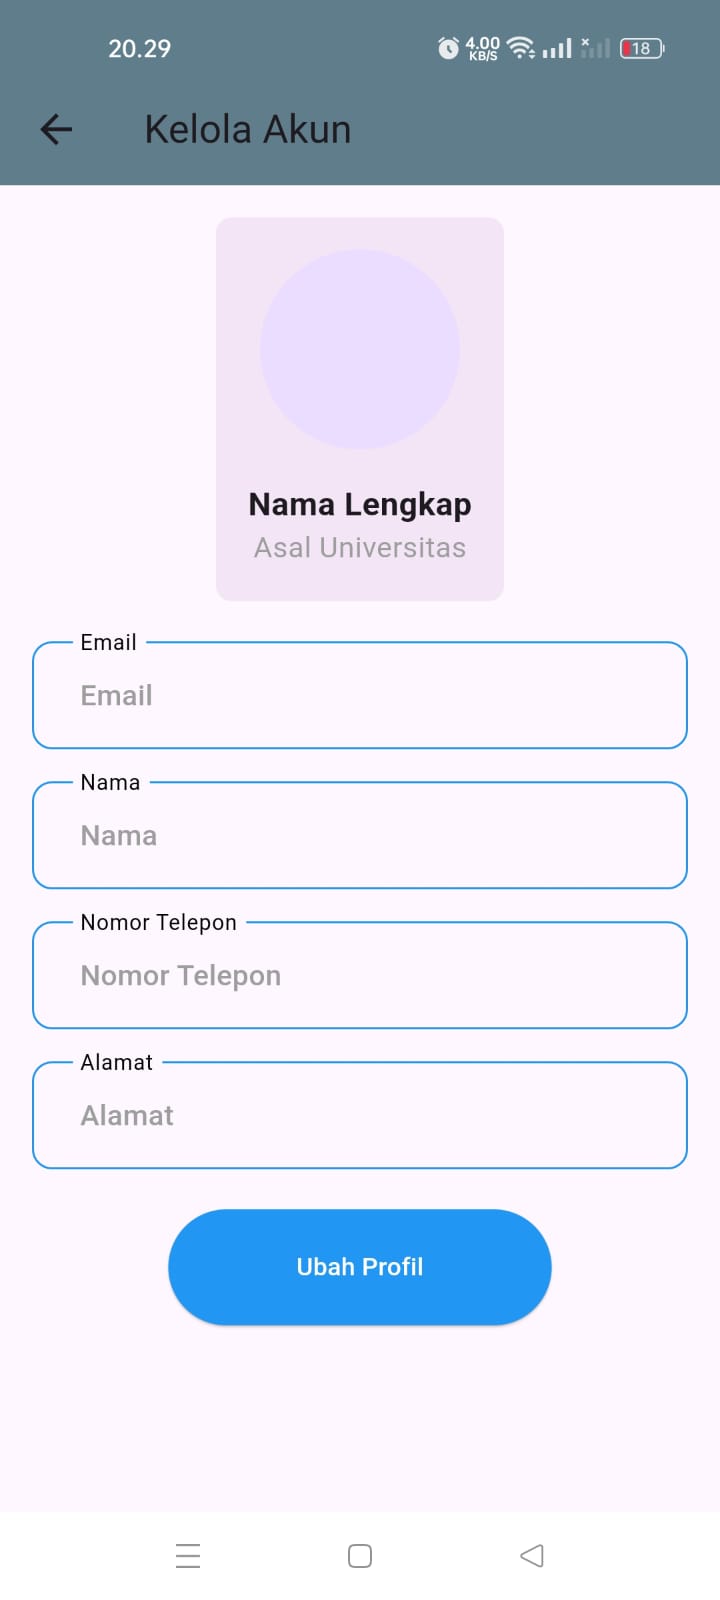 20.29
4.00
KB/S
18
Kelola Akun
Nama Lengkap
Asal Universitas
Email
Email
Nama
Nama
Nomor Telepon
Nomor Telepon
Alamat
Alamat
Ubah Profil